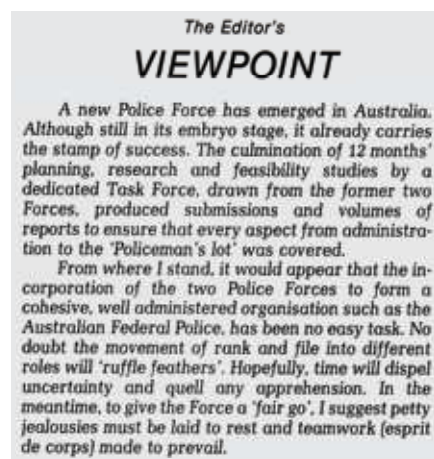 The Editor's
VIEWPOINT
A new Police Force has emerged in Australia.
Although still in its embryo stage, it already carries
the stamp of success. The culmination of 12 months'
planning, research and feasibility studies by a
dedicated Task Force, drawn from the former two
Forces, produced submissions and volumes of
reports to ensure that every aspect from administra-
tion to the 'Policeman's lot' was covered.
From where I stand, it would appear that the in-
corporation of the two Police Forces to form a
cohesive, well administered organisation such as the
Australian Federal Police, has been no easy task. No
doubt the movement of rank and file into different
roles will 'ruffle feathers'. Hopefully, time will dispel
uncertainty and quell any apprehension. In the
meantime, to give the Force a 'fair go', I suggest petty
jealousies must be laid to rest and teamwork (esprit
de corps) made to prevail.